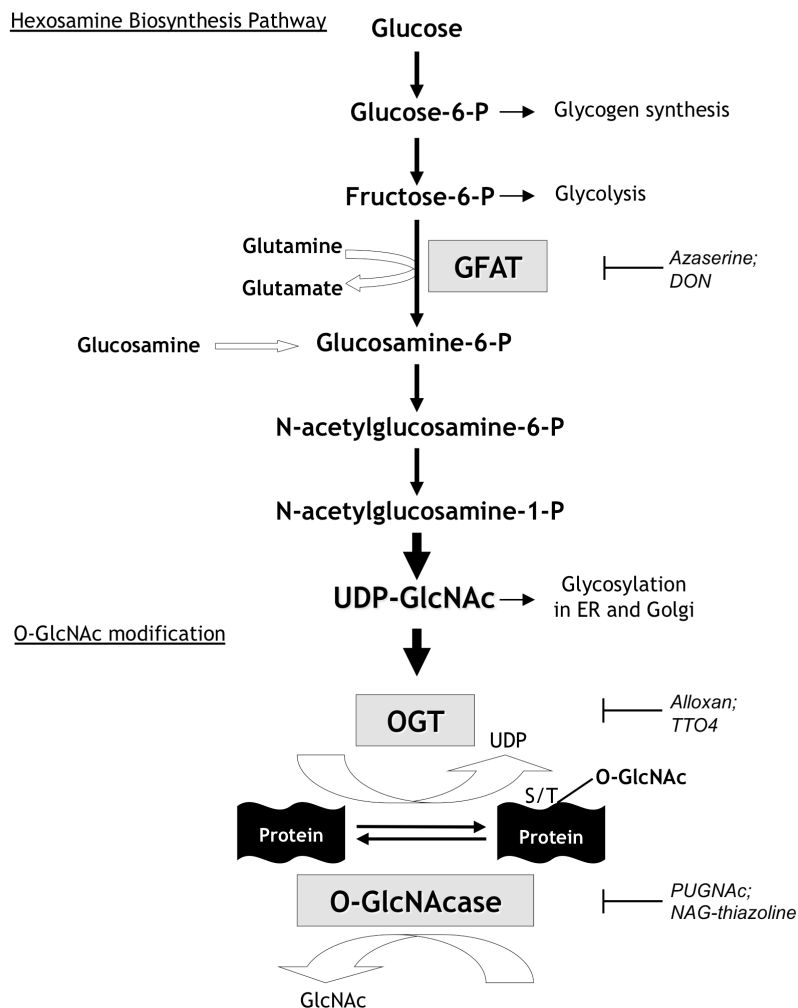 Hexosamine Biosynthesis Pathway
Glucose
Glucose-6-P
Glycogen synthesis
Fructose-6-P
Glycolysis
Glutamine
Glutamate
GFAT
Azaserine;
DON
Glucosamine
Glucosamine-6-P
N-acetylglucosamine-6-P
N-acetylglucosamine-1-P
UDP-GlcNAc
Glycosylation
in ER and Golgi
O-GlcNAc modification
OGT
Alloxan;
TTO4
UDP
O-GlcNAc
S/T
Protein
Protein
O-GlcNAcase
PUGNAc;
NAG-thiazoline
GlcNAc